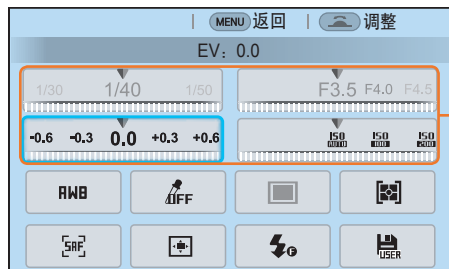 MENU 返回 调整
EV：0.0
1/30 1/40 1/50 F3.5 F4.0 F4.5
-0.6 -0.3 0.0 +0.3 +0.6 ISO AUTO ISO 100 ISO 200
AWB OFF
SAF USER